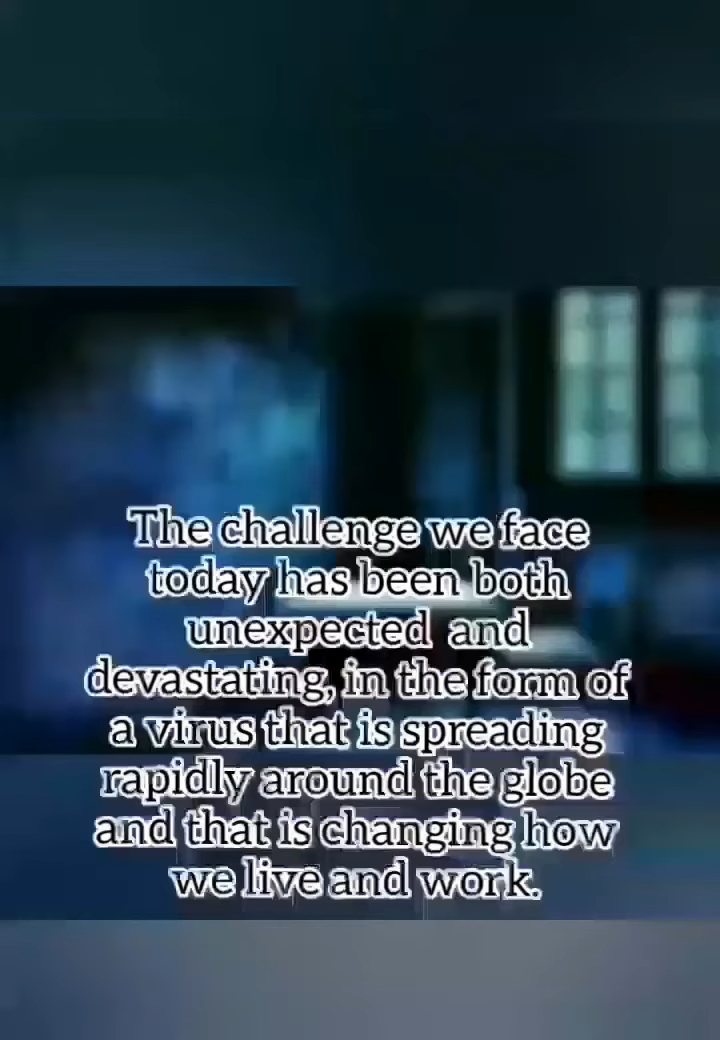 The challenge we face
today has been both
unexpected and
devastating, in the form of
a virus that is spreading
rapidly around the globe
and that is changing how
we live and work.